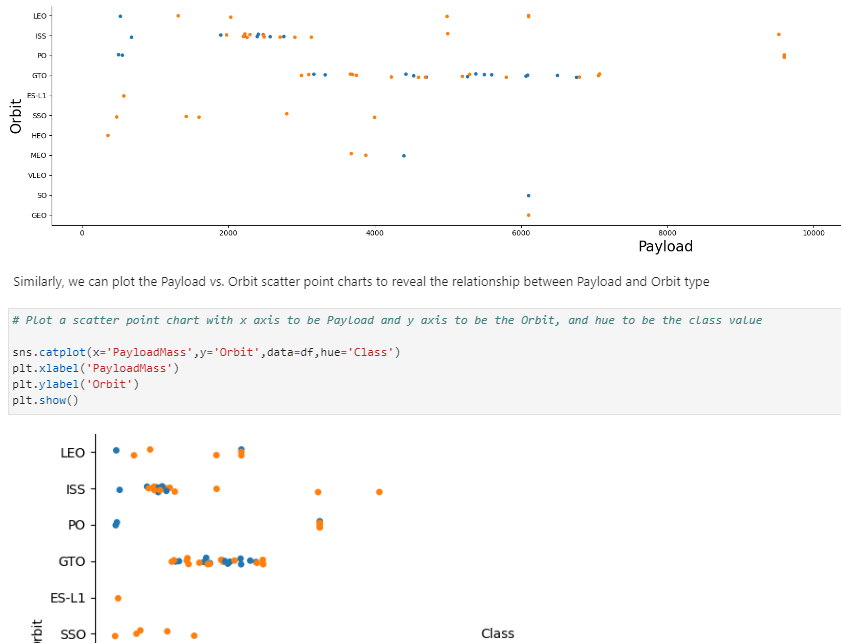 LEO
ISS
PO
GTO
ES-L1
SSO
HEO
MEO
VLEO
SO
GEO
Orbit
0 2000 4000 6000 8000 10000
Payload
Similarly, we can plot the Payload vs. Orbit scatter point charts to reveal the relationship between Payload and Orbit type
# Plot a scatter point chart with x axis to be Payload and y axis to be the Orbit, and hue to be the class value
sns.catplot(x='PayloadMass',y='Orbit',data=df,hue='Class')
plt.xlabel('PayloadMass')
plt.ylabel('Orbit')
plt.show()
LEO
ISS
PO
GTO
ES-L1
SSO
Class